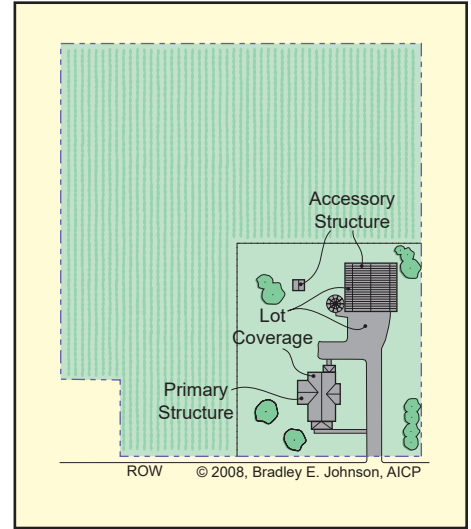 Accessory
Structure
Lot
Coverage
Primary
Structure
ROW
© 2008, Bradley E. Johnson, AICP